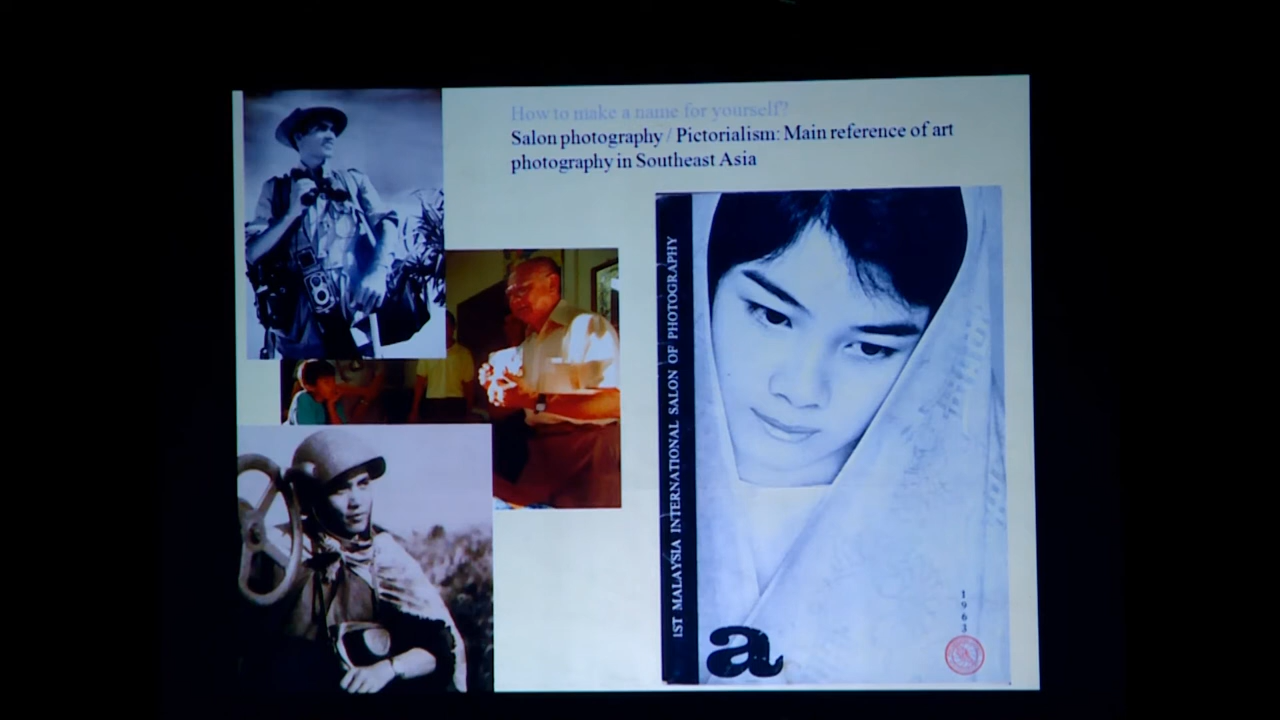 How to make a name for yourself?
Salon photography / Pictorialism: Main reference of art
photography in Southeast Asia
1ST MALAYSIA INTERNATIONAL SALON OF PHOTOGRAPHY
1963
a